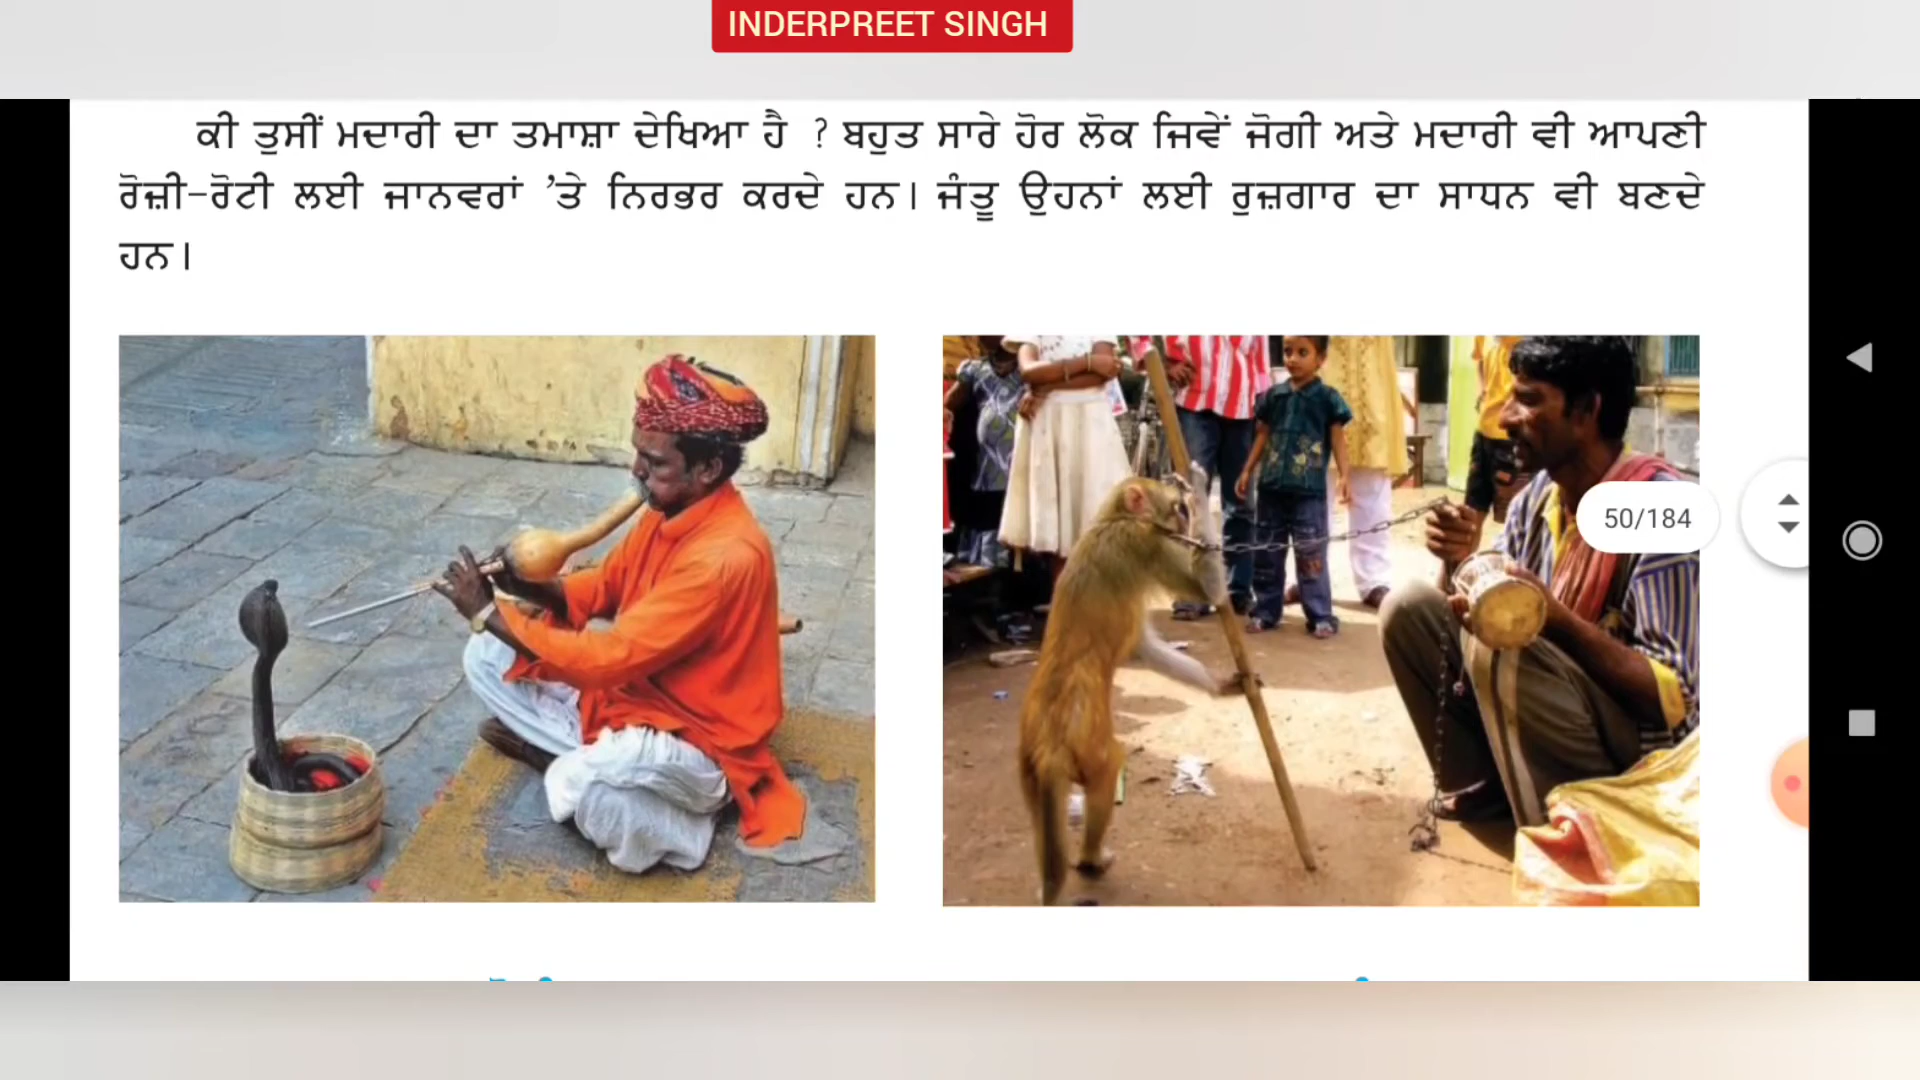 INDERPREET SINGH
ਕੀ ਤੁਸੀਂ ਮਦਾਰੀ ਦਾ ਤਮਾਸ਼ਾ ਦੇਖਿਆ ਹੈ ? ਬਹੁਤ ਸਾਰੇ ਹੋਰ ਲੋਕ ਜਿਵੇਂ ਜੋਗੀ ਅਤੇ ਮਦਾਰੀ ਵੀ ਆਪਣੀ
ਰੋਜ਼ੀ-ਰੋਟੀ ਲਈ ਜਾਨਵਰਾਂ ’ਤੇ ਨਿਰਭਰ ਕਰਦੇ ਹਨ। ਜੰਤੂ ਉਹਨਾਂ ਲਈ ਰੁਜ਼ਗਾਰ ਦਾ ਸਾਧਨ ਵੀ ਬਣਦੇ
ਹਨ।
50/184